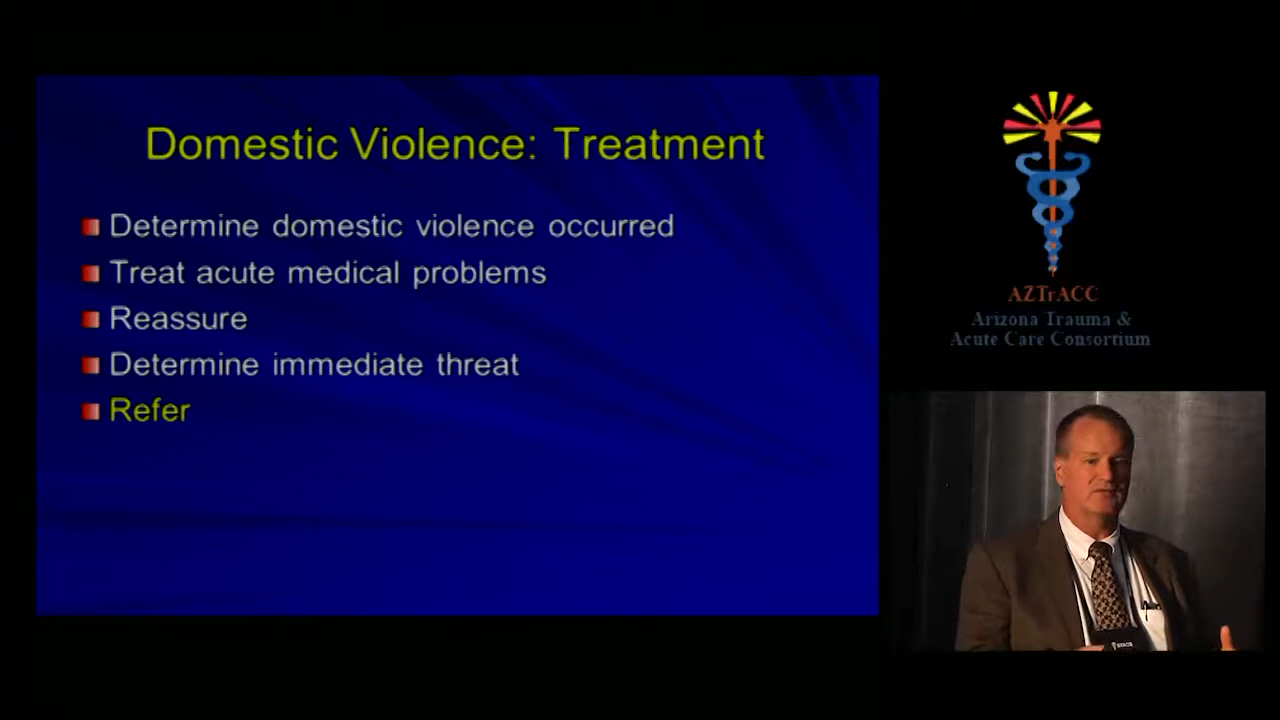 Domestic Violence: Treatment
Determine domestic violence occurred
Treat acute medical problems
Reassure
Determine immediate threat
Refer
AZTrACC
Arizona Trauma &
Acute Care Consortium